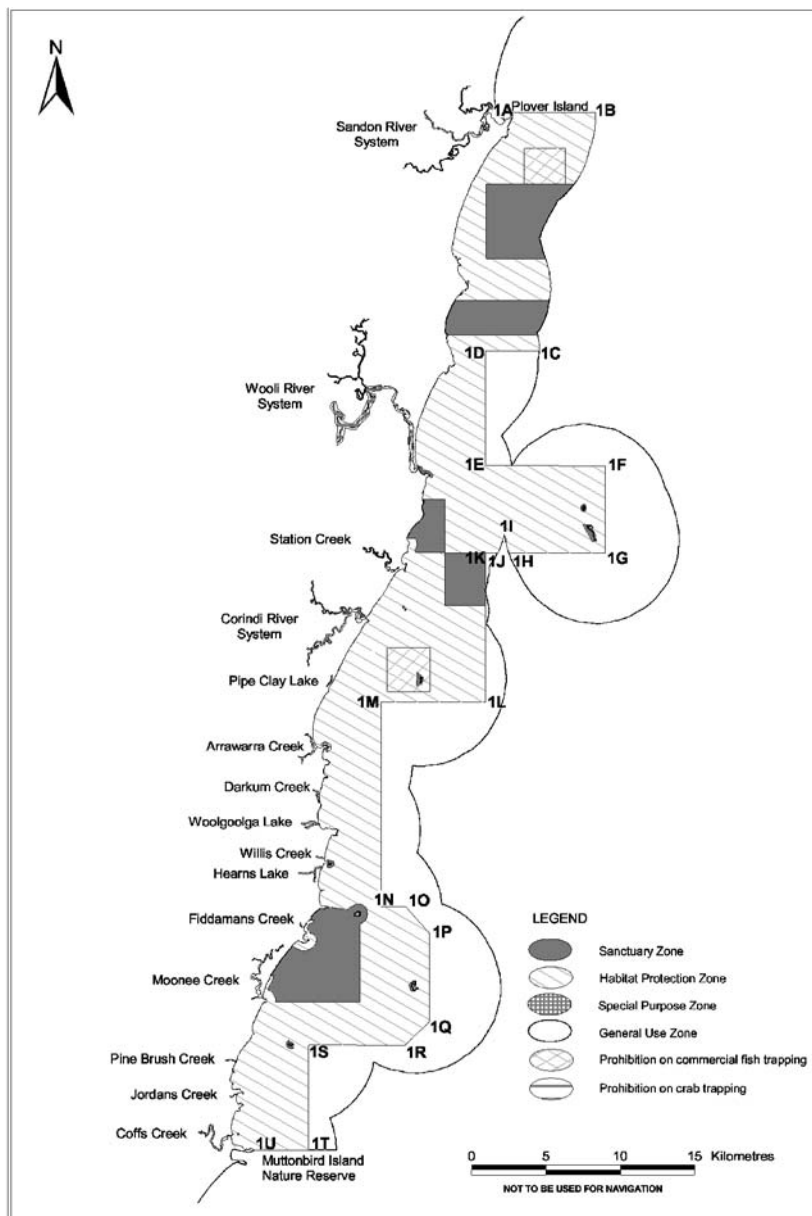 N
1A
Plover Island
1B
Sandon River
System
1D
1C
Wooli River
System
1E
1F
1I
Station Creek
1K
1J
1H
1G
Corindi River
System
Pipe Clay Lake
1M
1L
Arrawarra Creek
Darkum Creek
Woolgoolga Lake
Willis Creek
Hearns Lake
1N
1O
Fiddamans Creek
1P
Moonee Creek
1Q
1S
1R
Pine Brush Creek
Jordans Creek
Coffs Creek
1U
1T
Muttonbird Island
Nature Reserve
LEGEND
Sanctuary Zone
Habitat Protection Zone
Special Purpose Zone
General Use Zone
Prohibition on commercial fish trapping
Prohibition on crab trapping
0 5 10 15 Kilometres
NOT TO BE USED FOR NAVIGATION